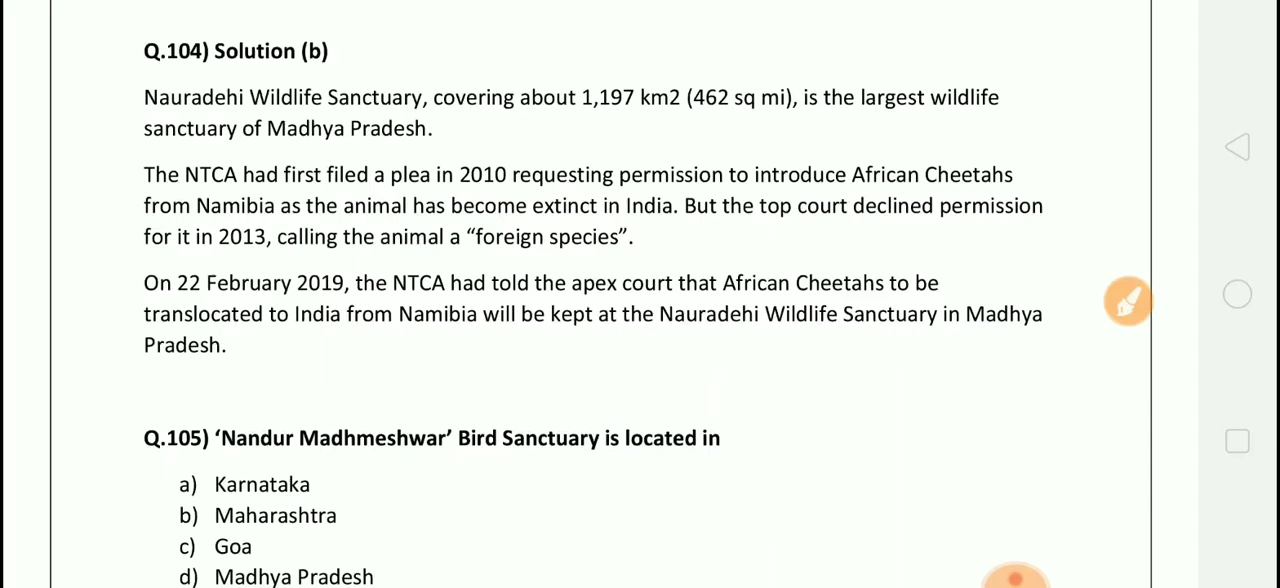 Q.104) Solution (b)
Nauradehi Wildlife Sanctuary, covering about 1,197 km2 (462 sq mi), is the largest wildlife
sanctuary of Madhya Pradesh.
The NTCA had first filed a plea in 2010 requesting permission to introduce African Cheetahs
from Namibia as the animal has become extinct in India. But the top court declined permission
for it in 2013, calling the animal a “foreign species”.
On 22 February 2019, the NTCA had told the apex court that African Cheetahs to be
translocated to India from Namibia will be kept at the Nauradehi Wildlife Sanctuary in Madhya
Pradesh.
Q.105) ‘Nandur Madhmeshwar’ Bird Sanctuary is located in
a) Karnataka
b) Maharashtra
c) Goa
d) Madhya Pradesh